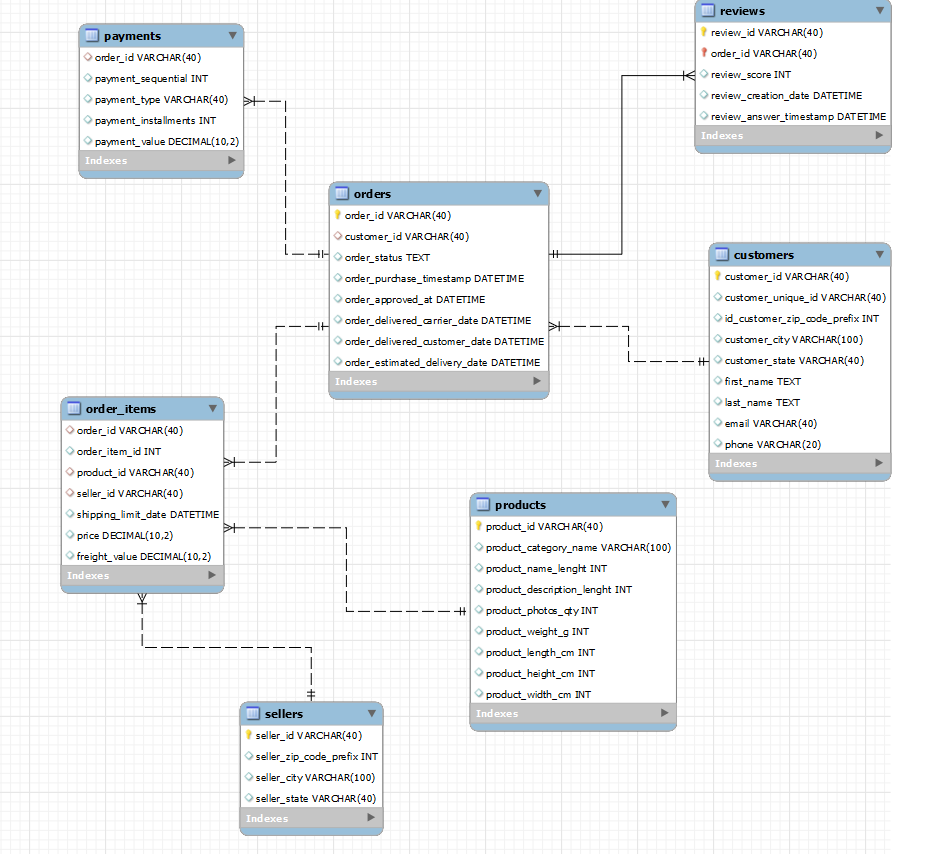 payments
order_id VARCHAR(40)
payment_sequential INT
payment_type VARCHAR(40)
payment_installments INT
payment_value DECIMAL(10,2)
Indexes
reviews
review_id VARCHAR(40)
order_id VARCHAR(40)
review_score INT
review_creation_date DATETIME
review_answer_timestamp DATETIME
Indexes
orders
order_id VARCHAR(40)
customer_id VARCHAR(40)
order_status TEXT
order_purchase_timestamp DATETIME
order_approved_at DATETIME
order_delivered_carrier_date DATETIME
order_delivered_customer_date DATETIME
order_estimated_delivery_date DATETIME
Indexes
customers
customer_id VARCHAR(40)
customer_unique_id VARCHAR(40)
id_customer_zip_code_prefix INT
customer_city VARCHAR(100)
customer_state VARCHAR(40)
first_name TEXT
last_name TEXT
email VARCHAR(40)
phone VARCHAR(20)
Indexes
order_items
order_id VARCHAR(40)
order_item_id INT
product_id VARCHAR(40)
seller_id VARCHAR(40)
shipping_limit_date DATETIME
price DECIMAL(10,2)
freight_value DECIMAL(10,2)
Indexes
products
product_id VARCHAR(40)
product_category_name VARCHAR(100)
product_name_lenght INT
product_description_lenght INT
product_photos_qty INT
product_weight_g INT
product_length_cm INT
product_height_cm INT
product_width_cm INT
Indexes
sellers
seller_id VARCHAR(40)
seller_zip_code_prefix INT
seller_city VARCHAR(100)
seller_state VARCHAR(40)
Indexes